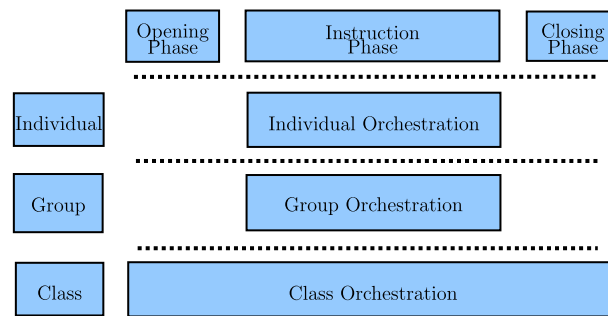 Opening
Phase
Instruction
Phase
Closing
Phase
Individual
Individual Orchestration
Group
Group Orchestration
Class
Class Orchestration